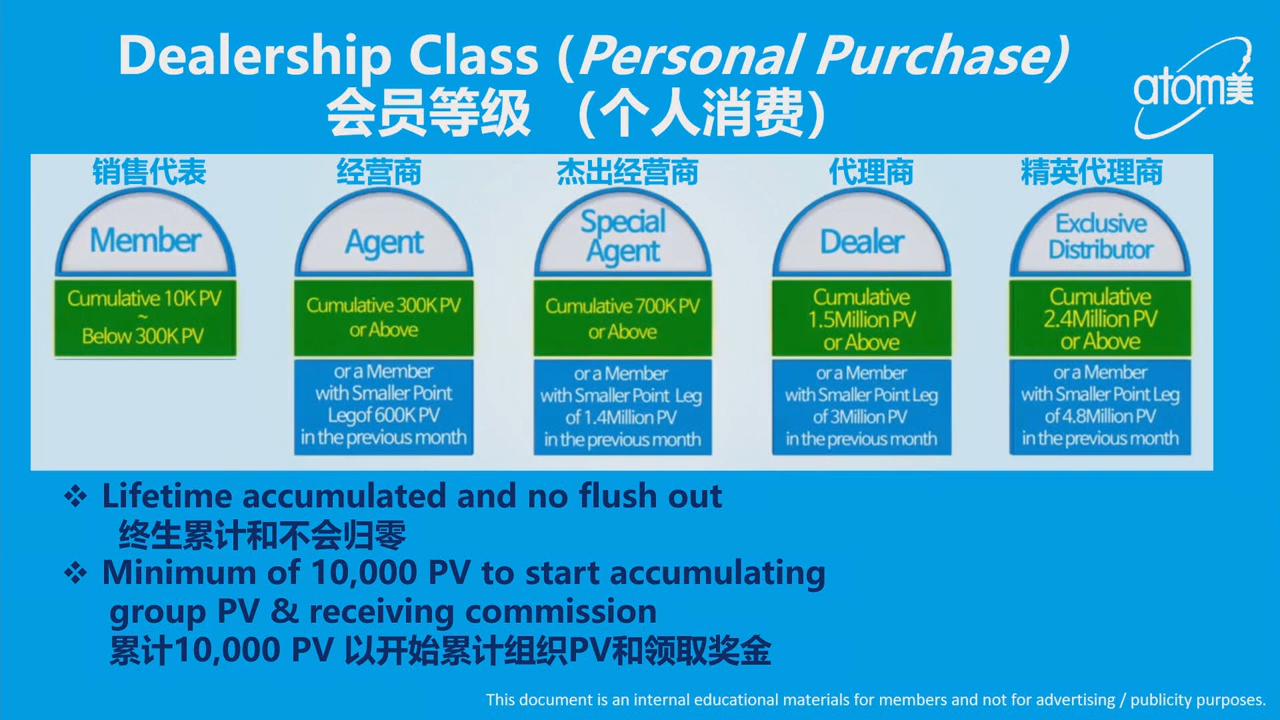 Dealership Class (Personal Purchase)
会员等级 （个人消费）
atom美
销售代表
Member
Cumulative 10K PV
~
Below 300K PV
经营商
Agent
Cumulative 300K PV
or Above
or a Member
with Smaller Point
Legof 600K PV
in the previous month
杰出经营商
Special
Agent
Cumulative 700K PV
or Above
or a Member
with Smaller Point Leg
of 1.4Million PV
in the previous month
代理商
Dealer
Cumulative
1.5Million PV
or Above
or a Member
with Smaller Point Leg
of 3Million PV
in the previous month
精英代理商
Exclusive
Distributor
Cumulative
2.4Million PV
or Above
or a Member
with Smaller Point Leg
of 4.8Million PV
in the previous month
❖ Lifetime accumulated and no flush out
终生累计和不会归零
❖ Minimum of 10,000 PV to start accumulating
group PV & receiving commission
累计10,000 PV 以开始累计组织PV和领取奖金
This document is an internal educational materials for members and not for advertising / publicity purposes.